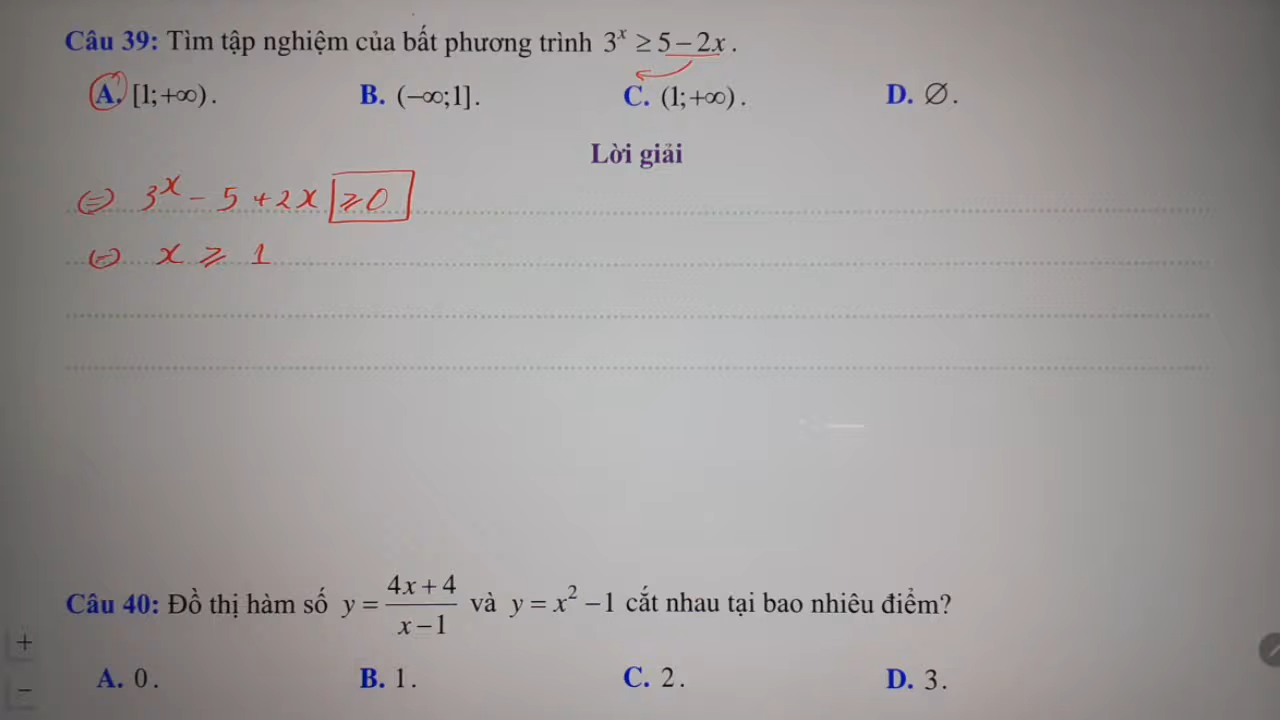 Câu 39: Tìm tập nghiệm của bất phương trình 3^x ≥ 5 − 2x.
A. [1;+∞). B. (−∞;1]. C. (1;+∞). D. ∅.
Lời giải
⇔ 3^x − 5 + 2x ≥ 0
⇔ x ≥ 1
Câu 40: Đồ thị hàm số y = (4x+4)/(x−1) và y = x² − 1 cắt nhau tại bao nhiêu điểm?
A. 0. B. 1. C. 2. D. 3.